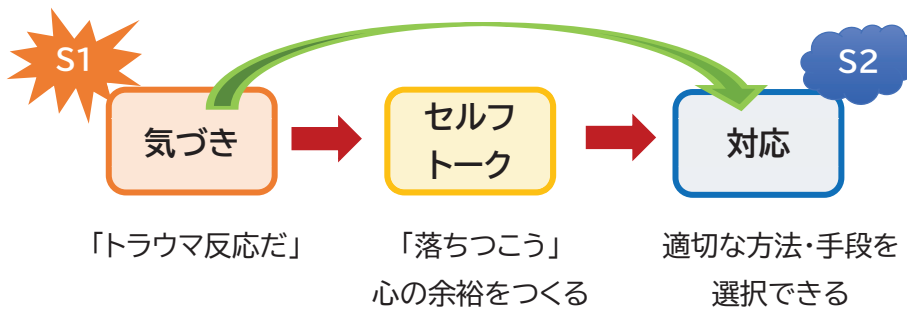 S1
S2
気づき
セルフ
トーク
対応
「トラウマ反応だ」
「落ちつこう」
心の余裕をつくる
適切な方法・手段を
選択できる